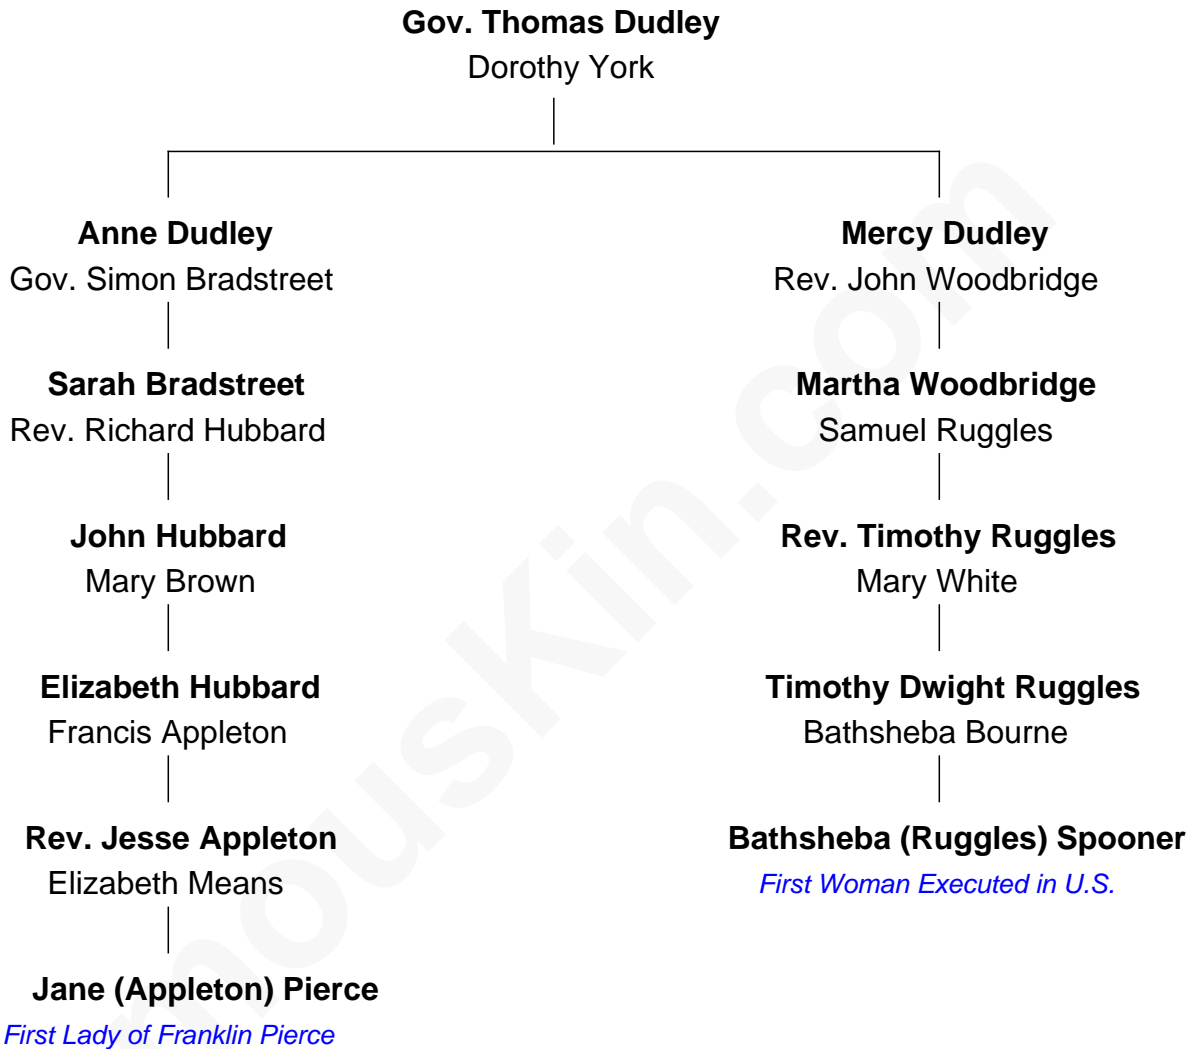 Gov. Thomas Dudley
Dorothy York
Anne Dudley
Gov. Simon Bradstreet
Sarah Bradstreet
Rev. Richard Hubbard
John Hubbard
Mary Brown
Elizabeth Hubbard
Francis Appleton
Rev. Jesse Appleton
Elizabeth Means
Jane (Appleton) Pierce
First Lady of Franklin Pierce
Mercy Dudley
Rev. John Woodbridge
Martha Woodbridge
Samuel Ruggles
Rev. Timothy Ruggles
Mary White
Timothy Dwight Ruggles
Bathsheba Bourne
Bathsheba (Ruggles) Spooner
First Woman Executed in U.S.
mousKin.com